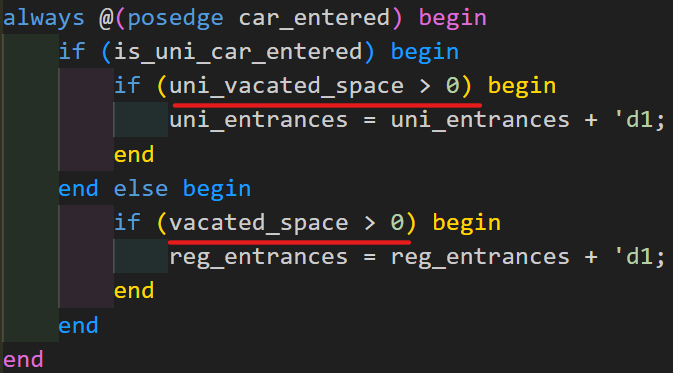 always @(posedge car_entered) begin
    if (is_uni_car_entered) begin
        if (uni_vacated_space > 0) begin
            uni_entrances = uni_entrances + 'd1;
        end
    end else begin
        if (vacated_space > 0) begin
            reg_entrances = reg_entrances + 'd1;
        end
    end
end